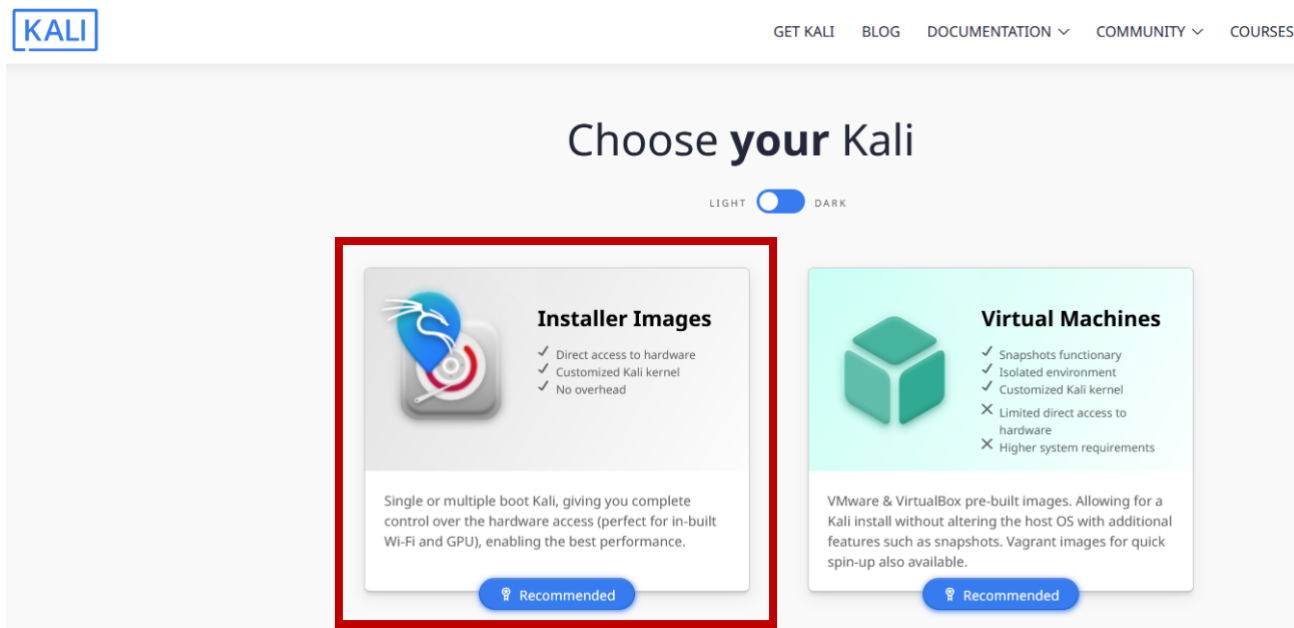 KALI
GET KALI BLOG DOCUMENTATION COMMUNITY COURSES
Choose your Kali
LIGHT DARK
Installer Images
Direct access to hardware
Customized Kali kernel
No overhead
Single or multiple boot Kali, giving you complete
control over the hardware access (perfect for in-built
Wi-Fi and GPU), enabling the best performance.
Recommended
Virtual Machines
Snapshots functionary
Isolated environment
Customized Kali kernel
Limited direct access to
hardware
Higher system requirements
VMware & VirtualBox pre-built images. Allowing for a
Kali install without altering the host OS with additional
features such as snapshots. Vagrant images for quick
spin-up also available.
Recommended